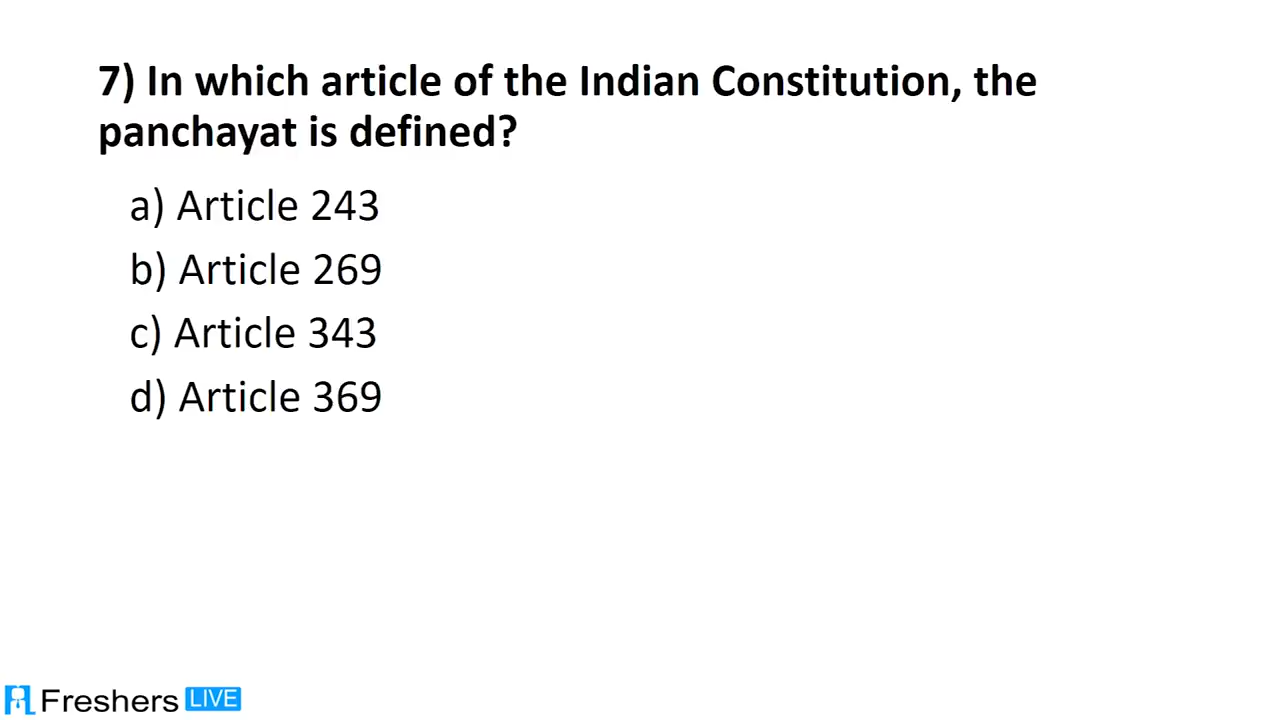 7) In which article of the Indian Constitution, the
panchayat is defined?
a) Article 243
b) Article 269
c) Article 343
d) Article 369
Freshers LIVE